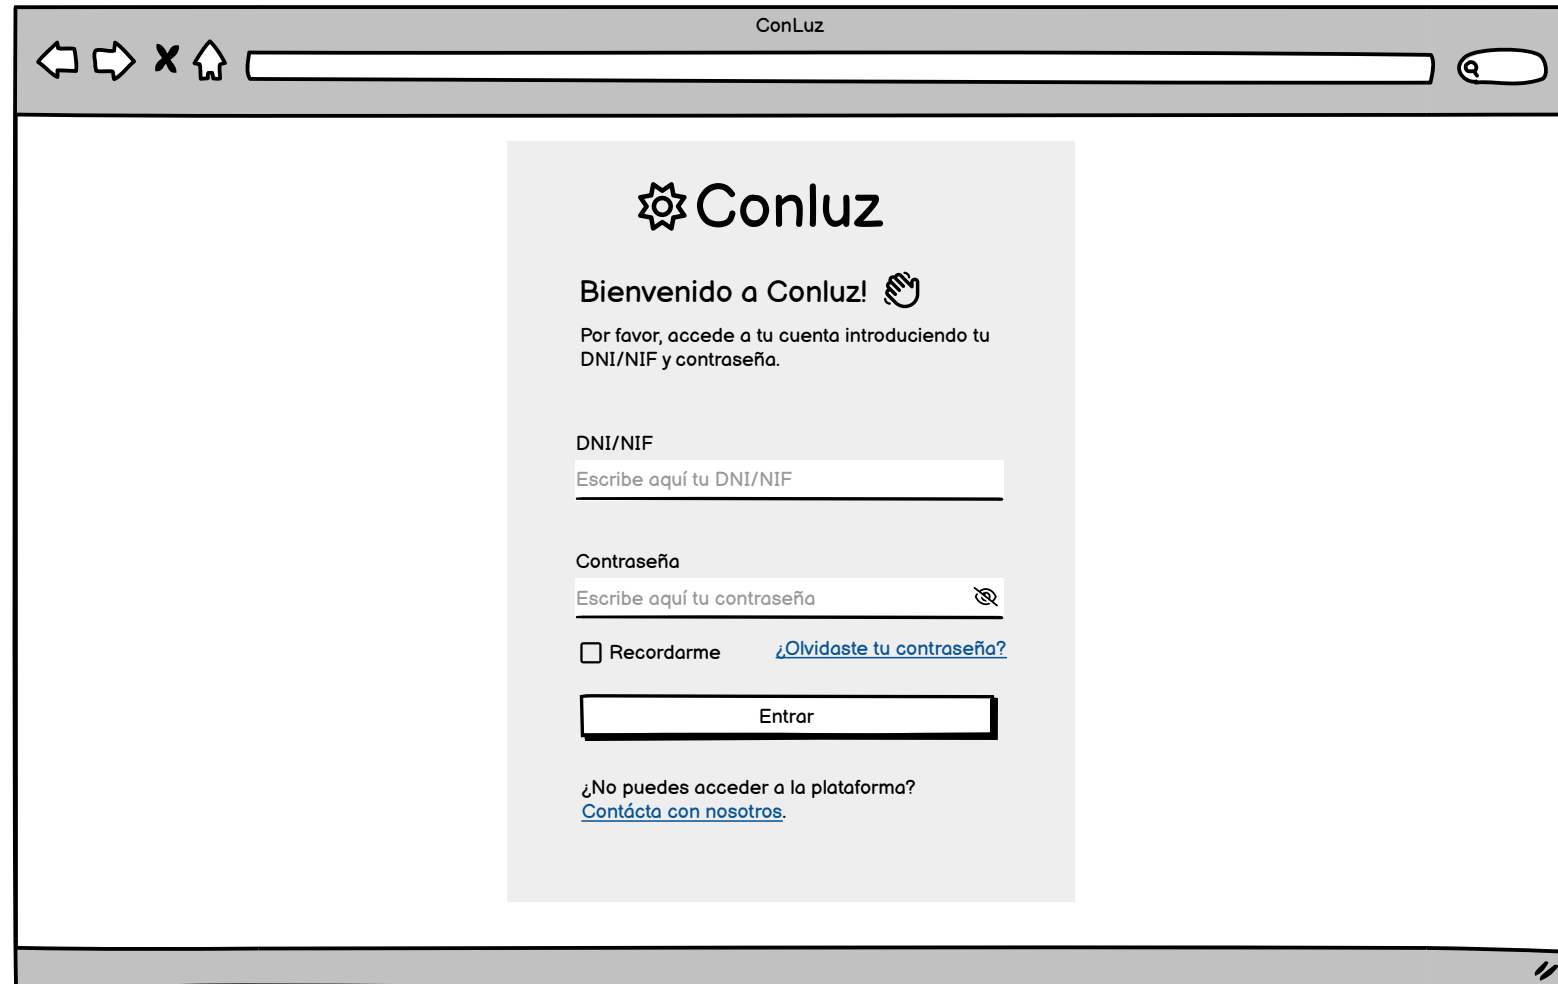 ConLuz
Conluz
Bienvenido a Conluz!
Por favor, accede a tu cuenta introduciendo tu
DNI/NIF y contraseña.
DNI/NIF
Escribe aquí tu DNI/NIF
Contraseña
Escribe aquí tu contraseña
Recordarme ¿Olvidaste tu contraseña?
Entrar
¿No puedes acceder a la plataforma?
Contácta con nosotros.